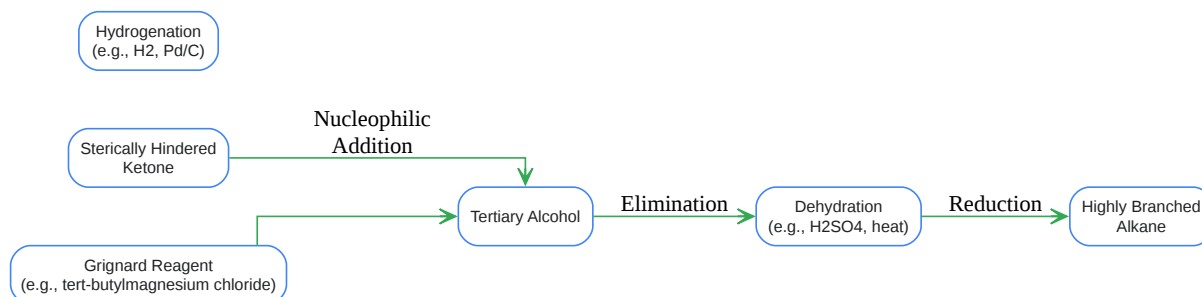 Hydrogenation
(e.g., H2, Pd/C)
Nucleophilic
Addition
Sterically Hindered
Ketone
Tertiary Alcohol
Elimination
Dehydration
(e.g., H2SO4, heat)
Reduction
Highly Branched
Alkane
Grignard Reagent
(e.g., tert-butylmagnesium chloride)